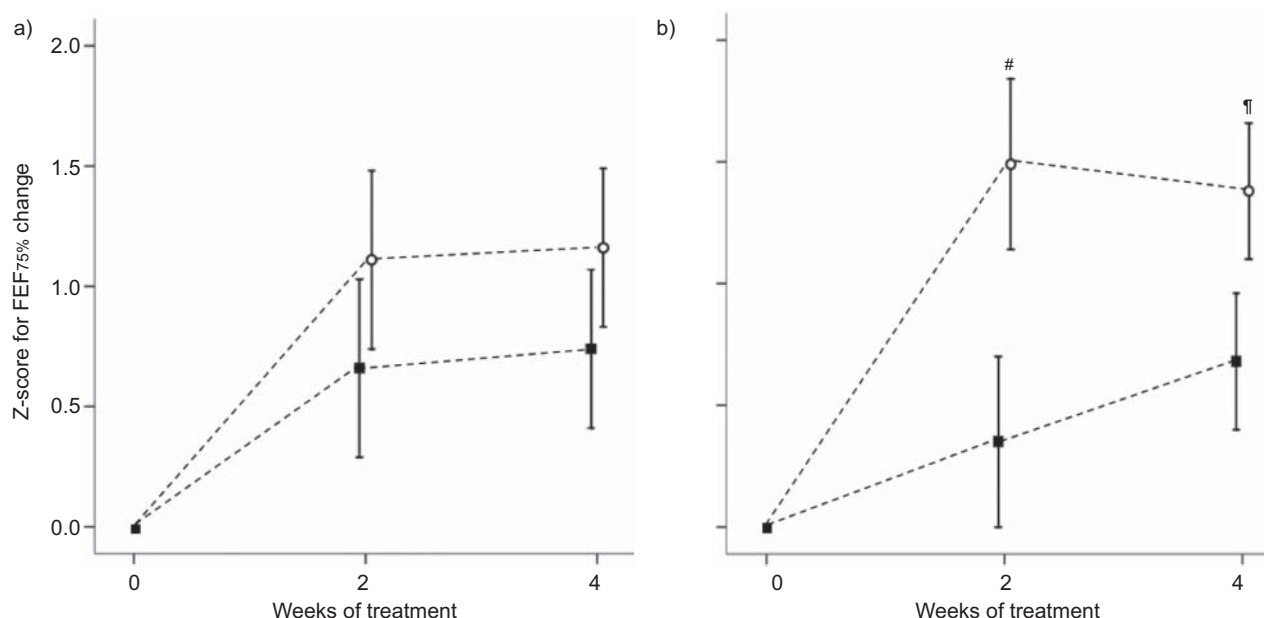 a)
2.0
1.5
1.0
0.5
0.0
Z-score for FEF75% change
0
2
4
Weeks of treatment
b)
#
¶
0
2
4
Weeks of treatment